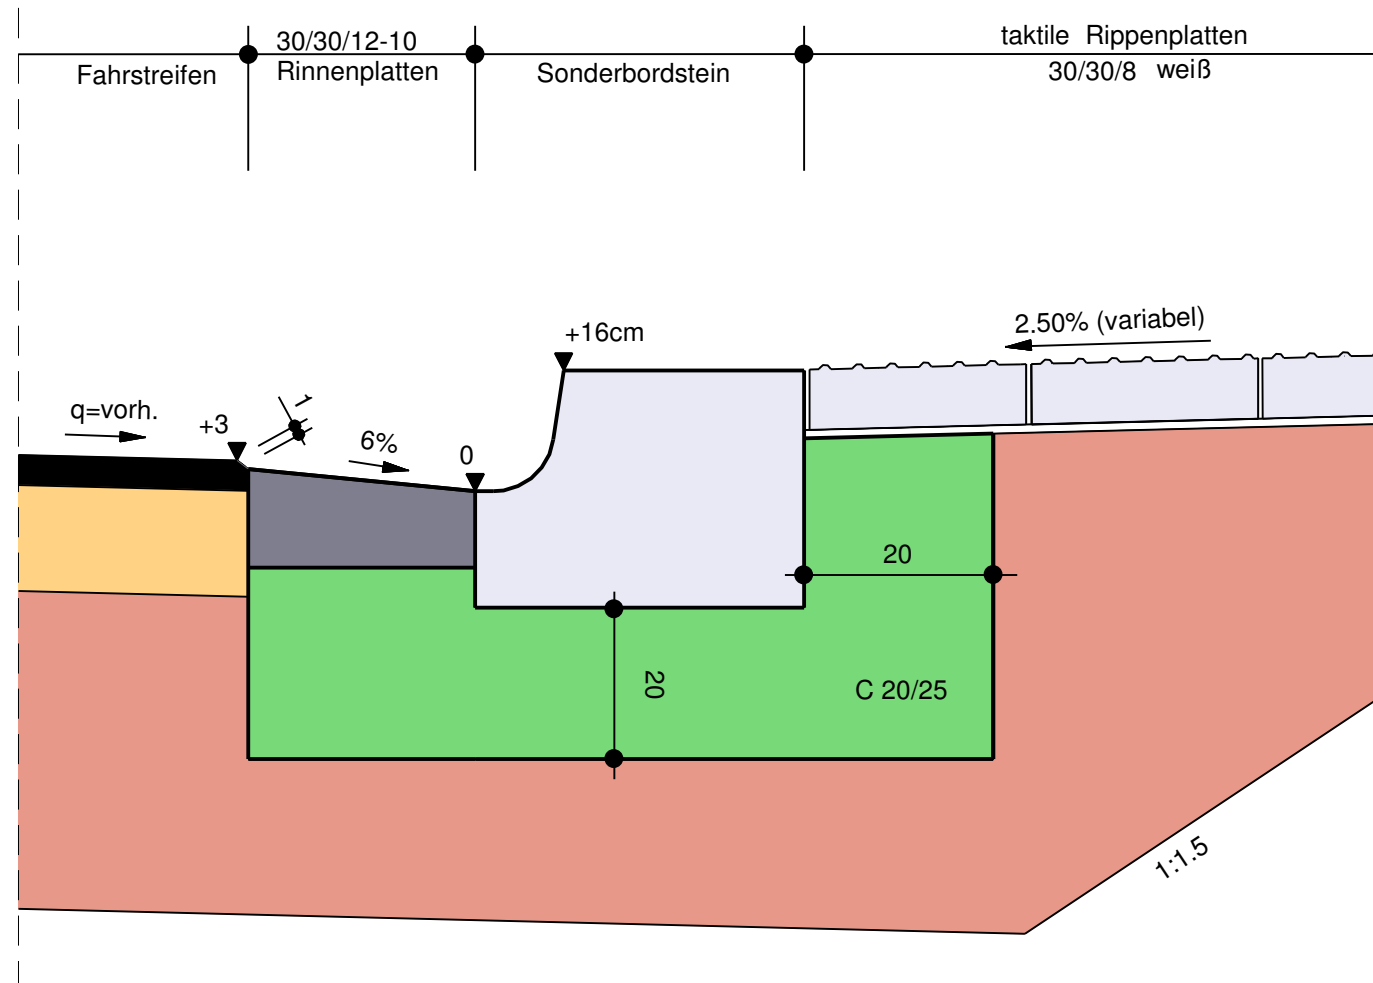 30/30/12-10
taktile Rippenplatten
Fahrstreifen
Rinnenplatten
Sonderbordstein
30/30/8 weiß
2.50% (variabel)
+16cm
q=vorh.
+3
1
6%
0
20
20
C 20/25
1:1.5